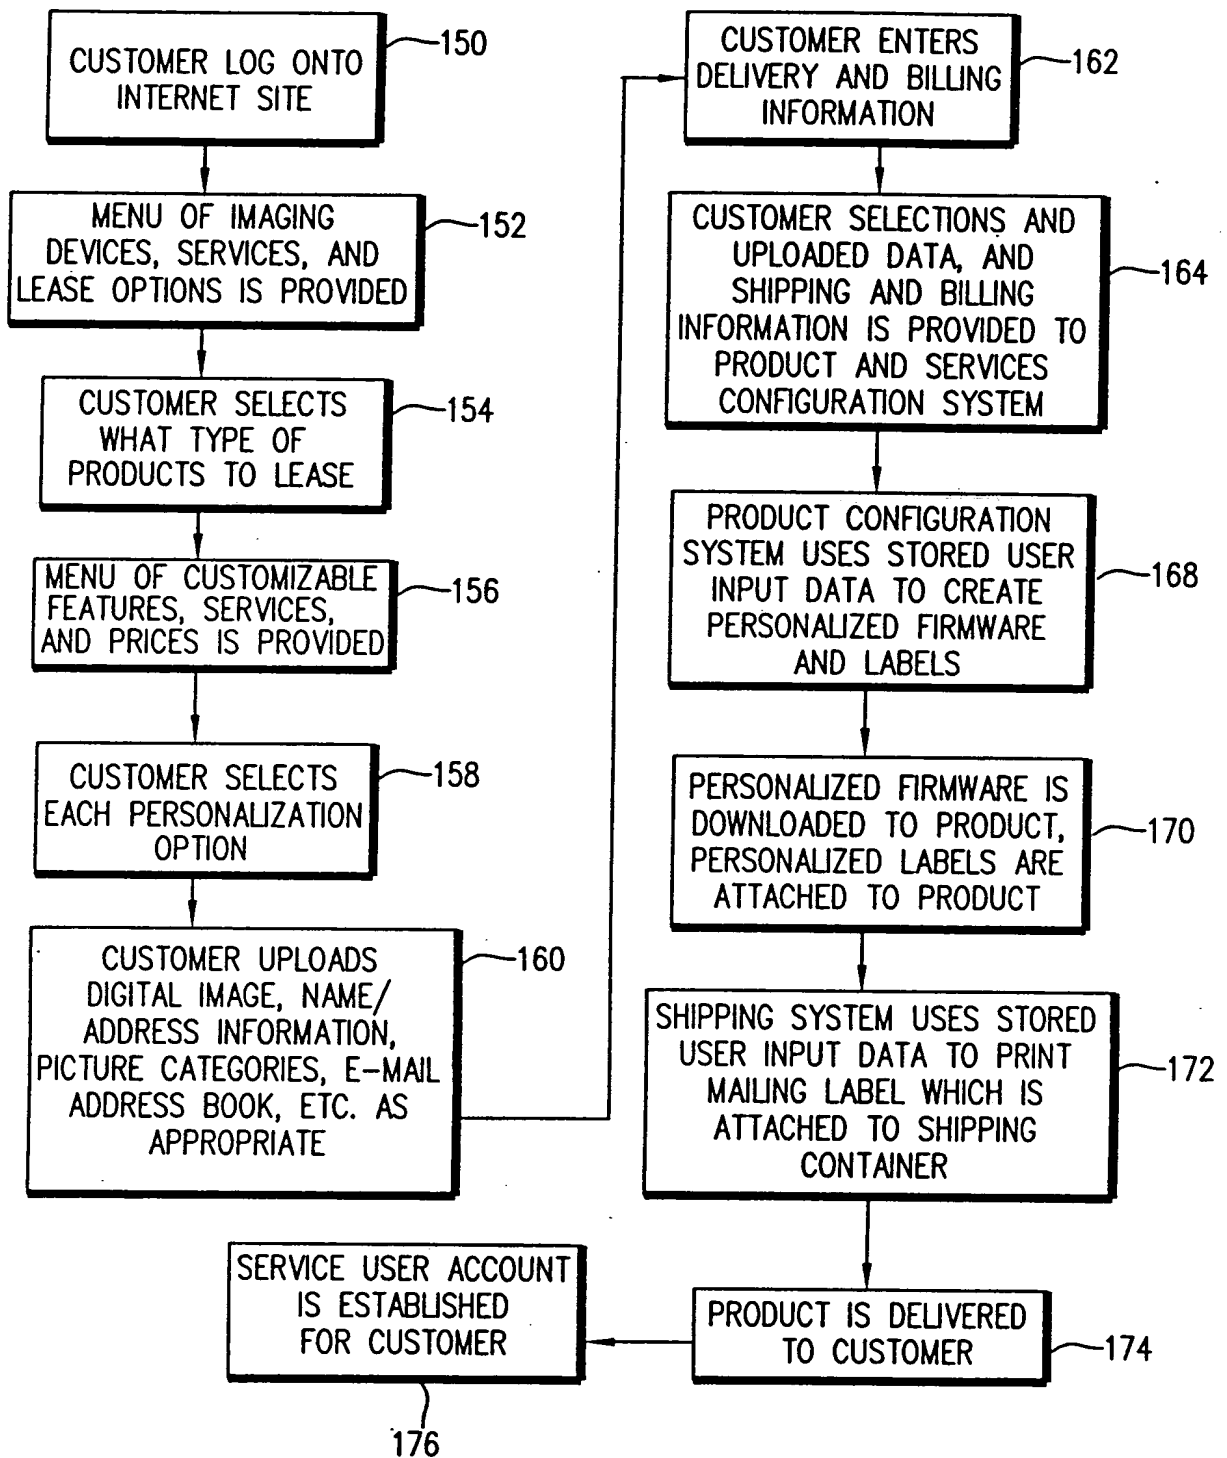 CUSTOMER LOG ONTO
INTERNET SITE
150
MENU OF IMAGING
DEVICES, SERVICES, AND
LEASE OPTIONS IS PROVIDED
152
CUSTOMER SELECTS
WHAT TYPE OF
PRODUCTS TO LEASE
154
MENU OF CUSTOMIZABLE
FEATURES, SERVICES,
AND PRICES IS PROVIDED
156
CUSTOMER SELECTS
EACH PERSONALIZATION
OPTION
158
CUSTOMER UPLOADS
DIGITAL IMAGE, NAME/
ADDRESS INFORMATION,
PICTURE CATEGORIES, E-MAIL
ADDRESS BOOK, ETC. AS
APPROPRIATE
160
CUSTOMER ENTERS
DELIVERY AND BILLING
INFORMATION
162
CUSTOMER SELECTIONS AND
UPLOADED DATA, AND
SHIPPING AND BILLING
INFORMATION IS PROVIDED TO
PRODUCT AND SERVICES
CONFIGURATION SYSTEM
164
PRODUCT CONFIGURATION
SYSTEM USES STORED USER
INPUT DATA TO CREATE
PERSONALIZED FIRMWARE
AND LABELS
168
PERSONALIZED FIRMWARE IS
DOWNLOADED TO PRODUCT,
PERSONALIZED LABELS ARE
ATTACHED TO PRODUCT
170
SHIPPING SYSTEM USES STORED
USER INPUT DATA TO PRINT
MAILING LABEL WHICH IS
ATTACHED TO SHIPPING
CONTAINER
172
PRODUCT IS DELIVERED
TO CUSTOMER
174
SERVICE USER ACCOUNT
IS ESTABLISHED
FOR CUSTOMER
176